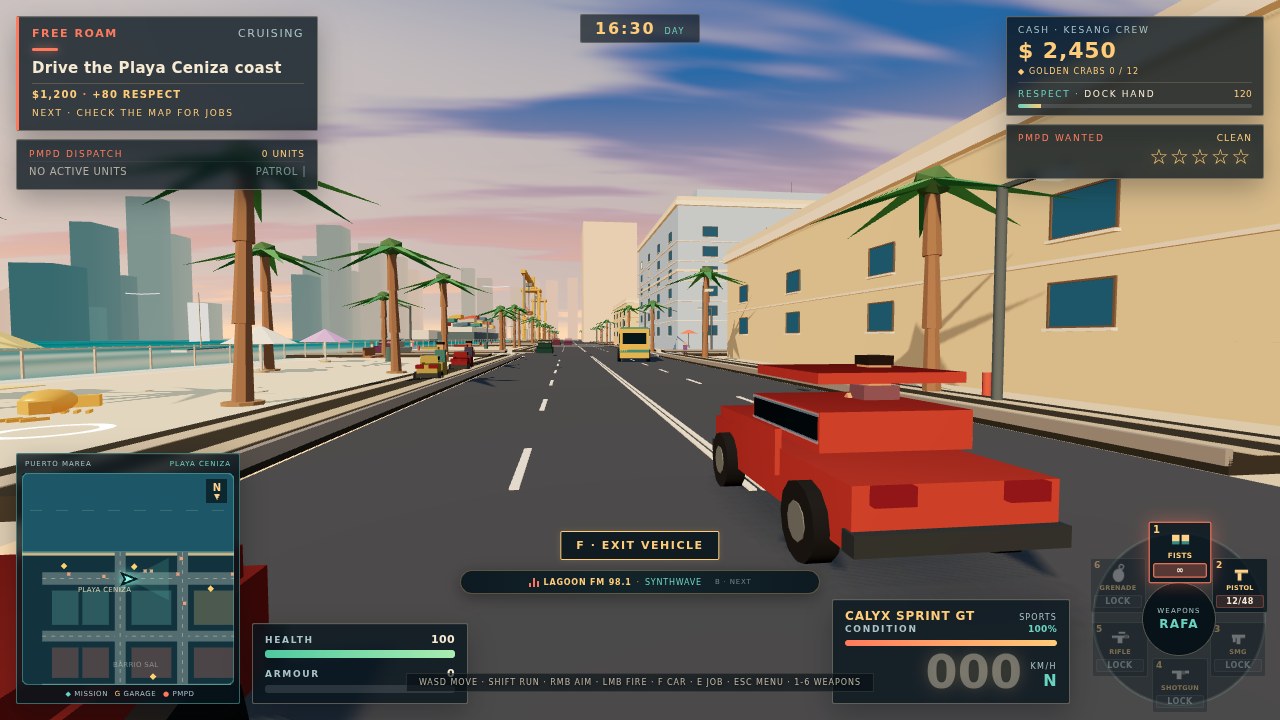 FREE ROAM CRUISING
Drive the Playa Ceniza coast
$1,200 · +80 RESPECT
NEXT · CHECK THE MAP FOR JOBS
PMPD DISPATCH 0 UNITS
NO ACTIVE UNITS PATROL |
16:30 DAY
CASH · KESANG CREW
$ 2,450
◆ GOLDEN CRABS 0 / 12
RESPECT · DOCK HAND 120
PMPD WANTED CLEAN
☆☆☆☆☆
PUERTO MAREA PLAYA CENIZA
N
PLAYA CENIZA
BARRIO SAL
◆ MISSION G GARAGE ● PMPD
HEALTH 100
ARMOUR 0
F · EXIT VEHICLE
LAGOON FM 98.1 · SYNTHWAVE B · NEXT
WASD MOVE · SHIFT RUN · RMB AIM · LMB FIRE · F CAR · E JOB · ESC MENU · 1-6 WEAPONS
CALYX SPRINT GT SPORTS
CONDITION 100%
000 KM/H
N
1
FISTS
∞
2
PISTOL
12/48
3
SMG
LOCK
4
SHOTGUN
LOCK
5
RIFLE
LOCK
6
GRENADE
LOCK
WEAPONS
RAFA